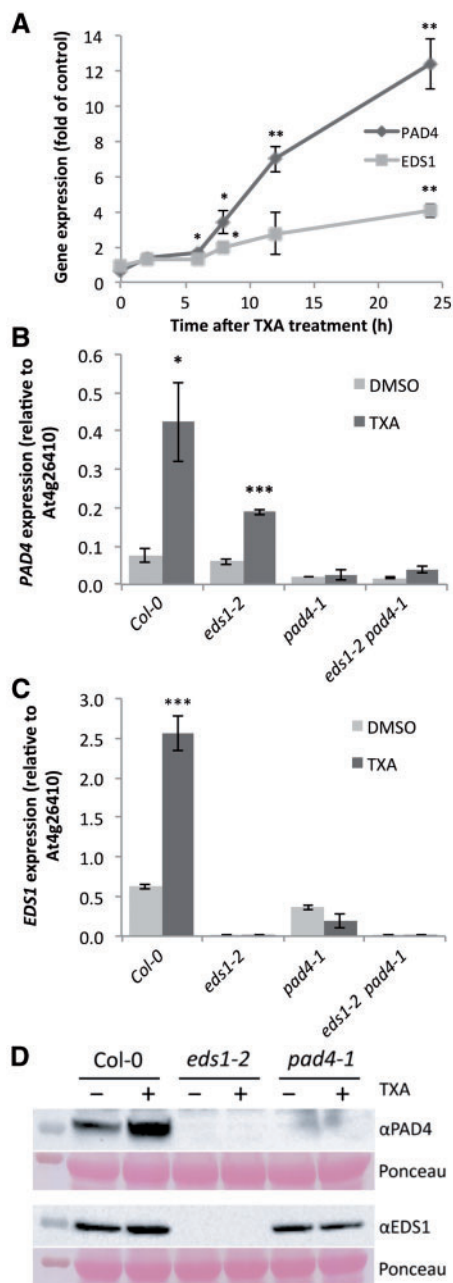 A
Gene expression (fold of control)
14
12
10
8
6
4
2
0
**
**
*
*
*
**
PAD4
EDS1
0 5 10 15 20 25
Time after TXA treatment (h)
B
PAD4 expression (relative to
At4g26410)
0.6
0.5
0.4
0.3
0.2
0.1
0.0
*
***
DMSO
TXA
Col-0
eds1-2
pad4-1
eds1-2 pad4-1
C
EDS1 expression (relative to
At4g26410)
3.0
2.5
2.0
1.5
1.0
0.5
0.0
***
DMSO
TXA
Col-0
eds1-2
pad4-1
eds1-2 pad4-1
D
Col-0 eds1-2 pad4-1
− + − + − + TXA
αPAD4
Ponceau
αEDS1
Ponceau